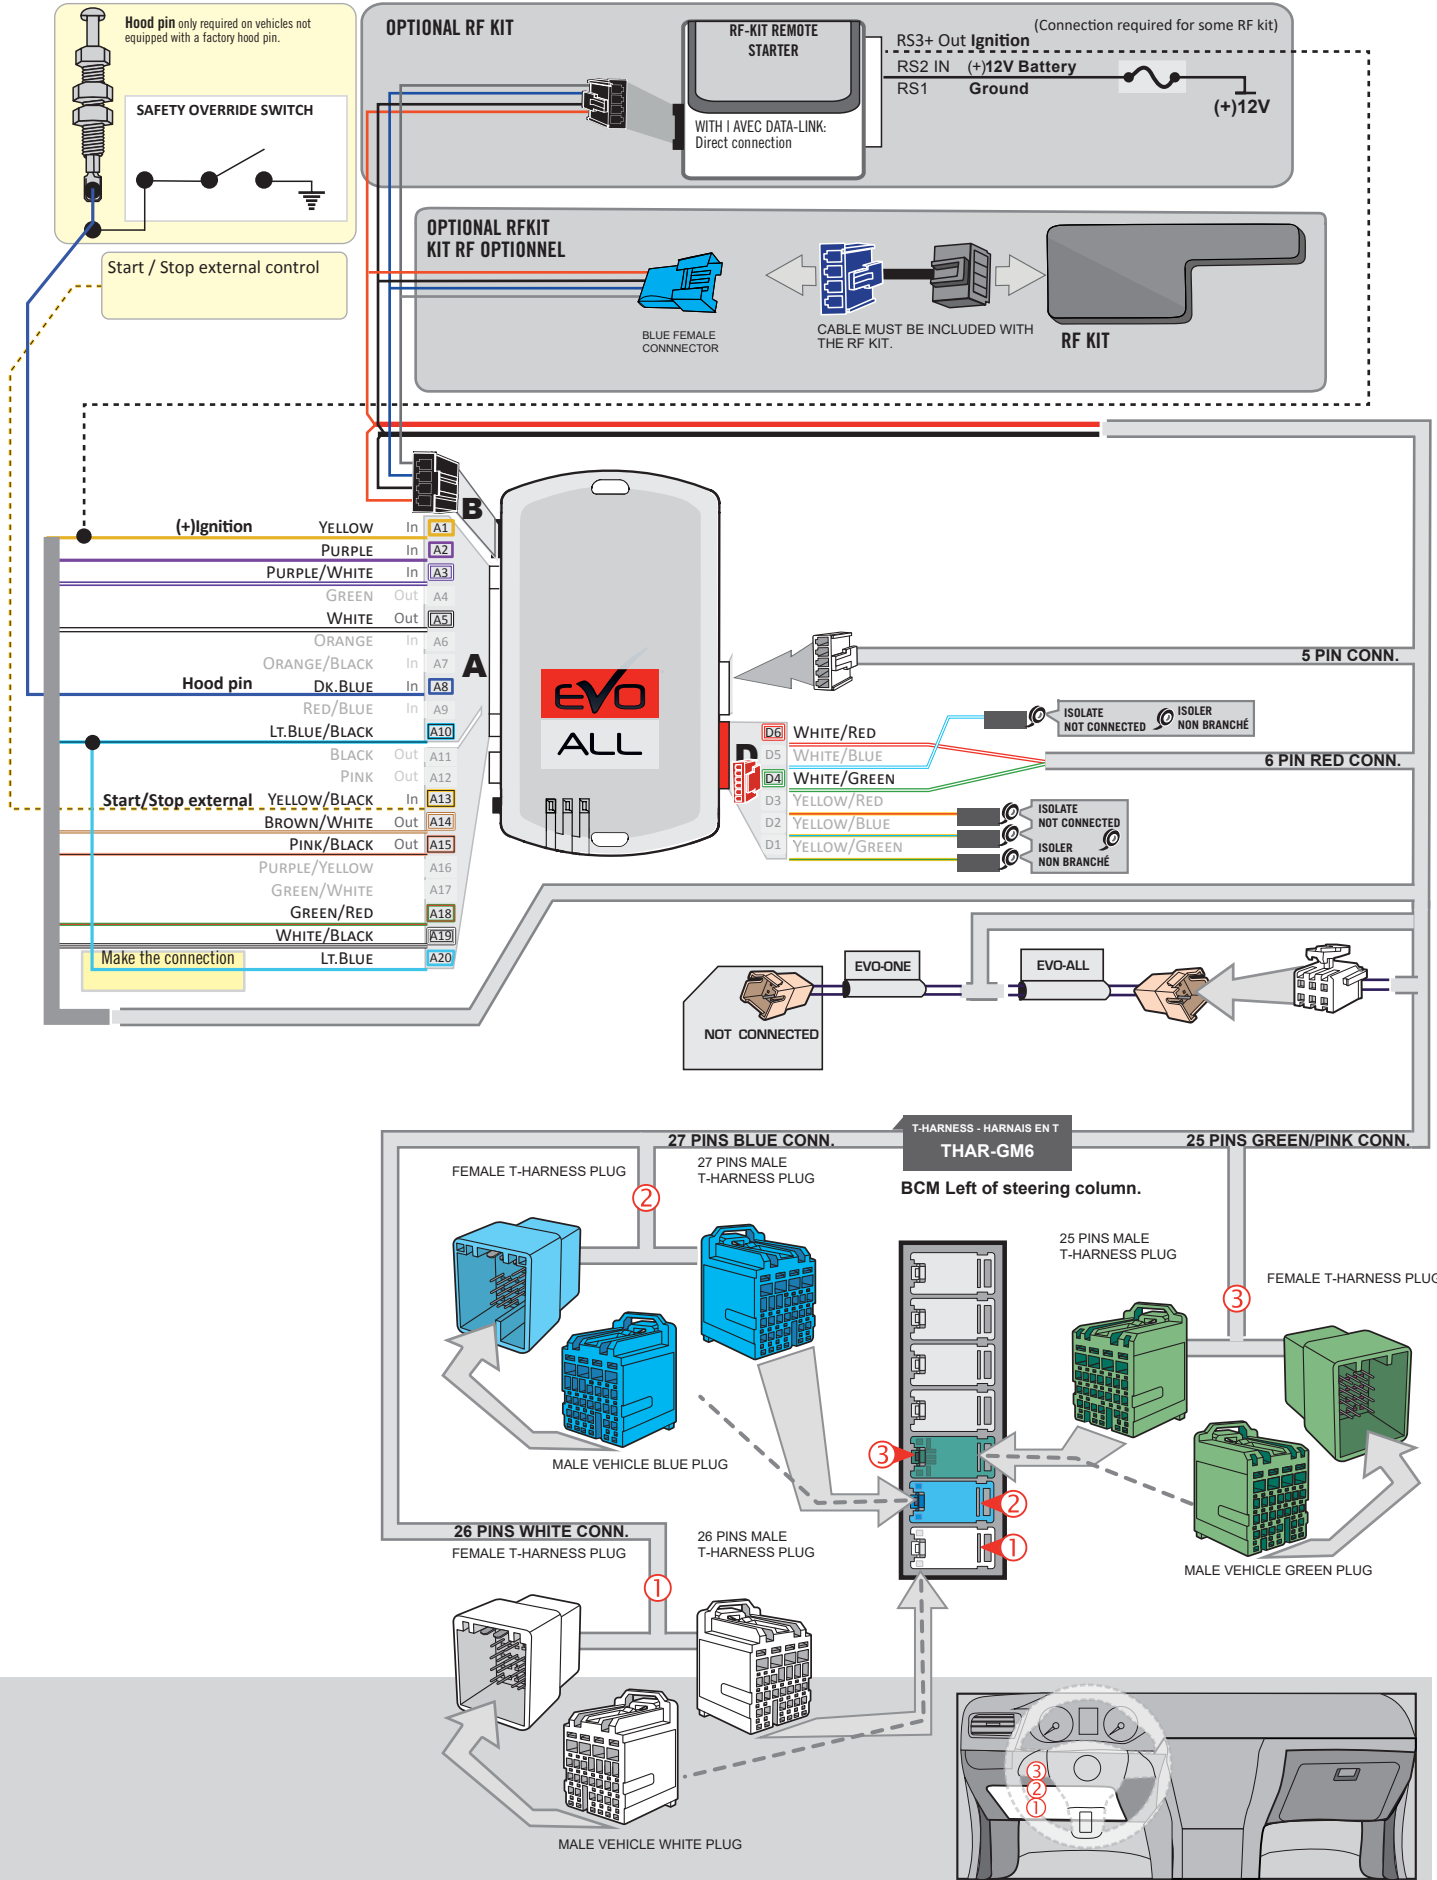 Hood pin only required on vehicles not
equipped with a factory hood pin.
SAFETY OVERRIDE SWITCH
Start / Stop external control
OPTIONAL RF KIT
RF-KIT REMOTE
STARTER
WITH | AVEC DATA-LINK:
Direct connection
(Connection required for some RF kit)
RS3+ Out Ignition
RS2 IN (+)12V Battery
RS1 Ground
(+)12V
OPTIONAL RFKIT
KIT RF OPTIONNEL
BLUE FEMALE
CONNNECTOR
CABLE MUST BE INCLUDED WITH
THE RF KIT.
RF KIT
B
A
(+)Ignition YELLOW In A1
PURPLE In A2
PURPLE/WHITE In A3
GREEN Out A4
WHITE Out A5
ORANGE In A6
ORANGE/BLACK In A7
Hood pin DK.BLUE In A8
RED/BLUE In A9
LT.BLUE/BLACK A10
BLACK Out A11
PINK Out A12
Start/Stop external YELLOW/BLACK In A13
BROWN/WHITE Out A14
PINK/BLACK Out A15
PURPLE/YELLOW A16
GREEN/WHITE A17
GREEN/RED A18
WHITE/BLACK A19
Make the connection LT.BLUE A20
EVO
ALL
5 PIN CONN.
D
D6 WHITE/RED
D5 WHITE/BLUE
D4 WHITE/GREEN
D3 YELLOW/RED
D2 YELLOW/BLUE
D1 YELLOW/GREEN
ISOLATE
NOT CONNECTED
ISOLER
NON BRANCHÉ
6 PIN RED CONN.
ISOLATE
NOT CONNECTED
ISOLER
NON BRANCHÉ
EVO-ONE
EVO-ALL
NOT CONNECTED
T-HARNESS - HARNAIS EN T
THAR-GM6
27 PINS BLUE CONN.
25 PINS GREEN/PINK CONN.
BCM Left of steering column.
FEMALE T-HARNESS PLUG
2
27 PINS MALE
T-HARNESS PLUG
25 PINS MALE
T-HARNESS PLUG
3
FEMALE T-HARNESS PLUG
MALE VEHICLE BLUE PLUG
3
2
1
26 PINS WHITE CONN.
FEMALE T-HARNESS PLUG
1
26 PINS MALE
T-HARNESS PLUG
MALE VEHICLE GREEN PLUG
MALE VEHICLE WHITE PLUG
3
2
1